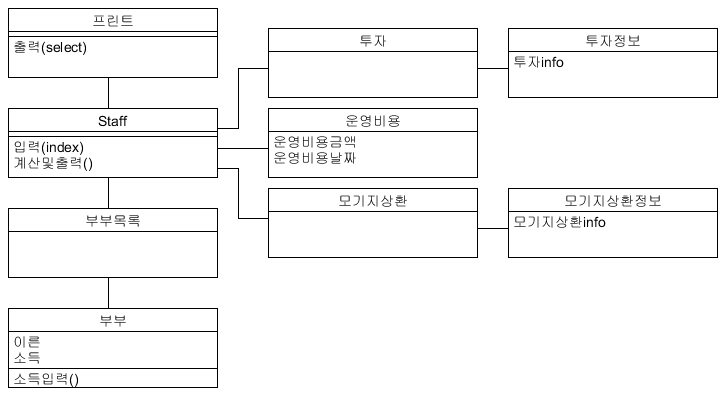 프린트
출력(select)
Staff
입력(index)
계산및출력()
부부목록
부부
이른
소득
소득입력()
투자
운영비용
운영비용금액
운영비용날짜
모기지상환
투자정보
투자info
모기지상환정보
모기지상환info